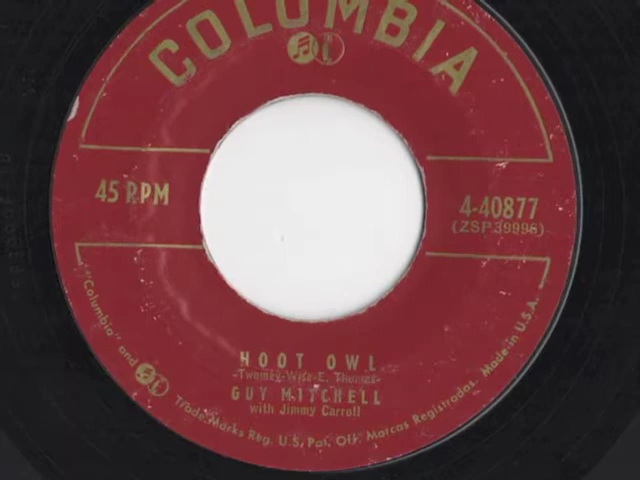 COLUMBIA
45 RPM
4-40877
(ZSP39996)
HOOT OWL
-Twomey-Wise-E. Thomas-
GUY MITCHELL
with Jimmy Carroll
"Columbia" and Trade Marks Reg. U.S. Pat. Off. Marcas Registradas. Made in U.S.A.